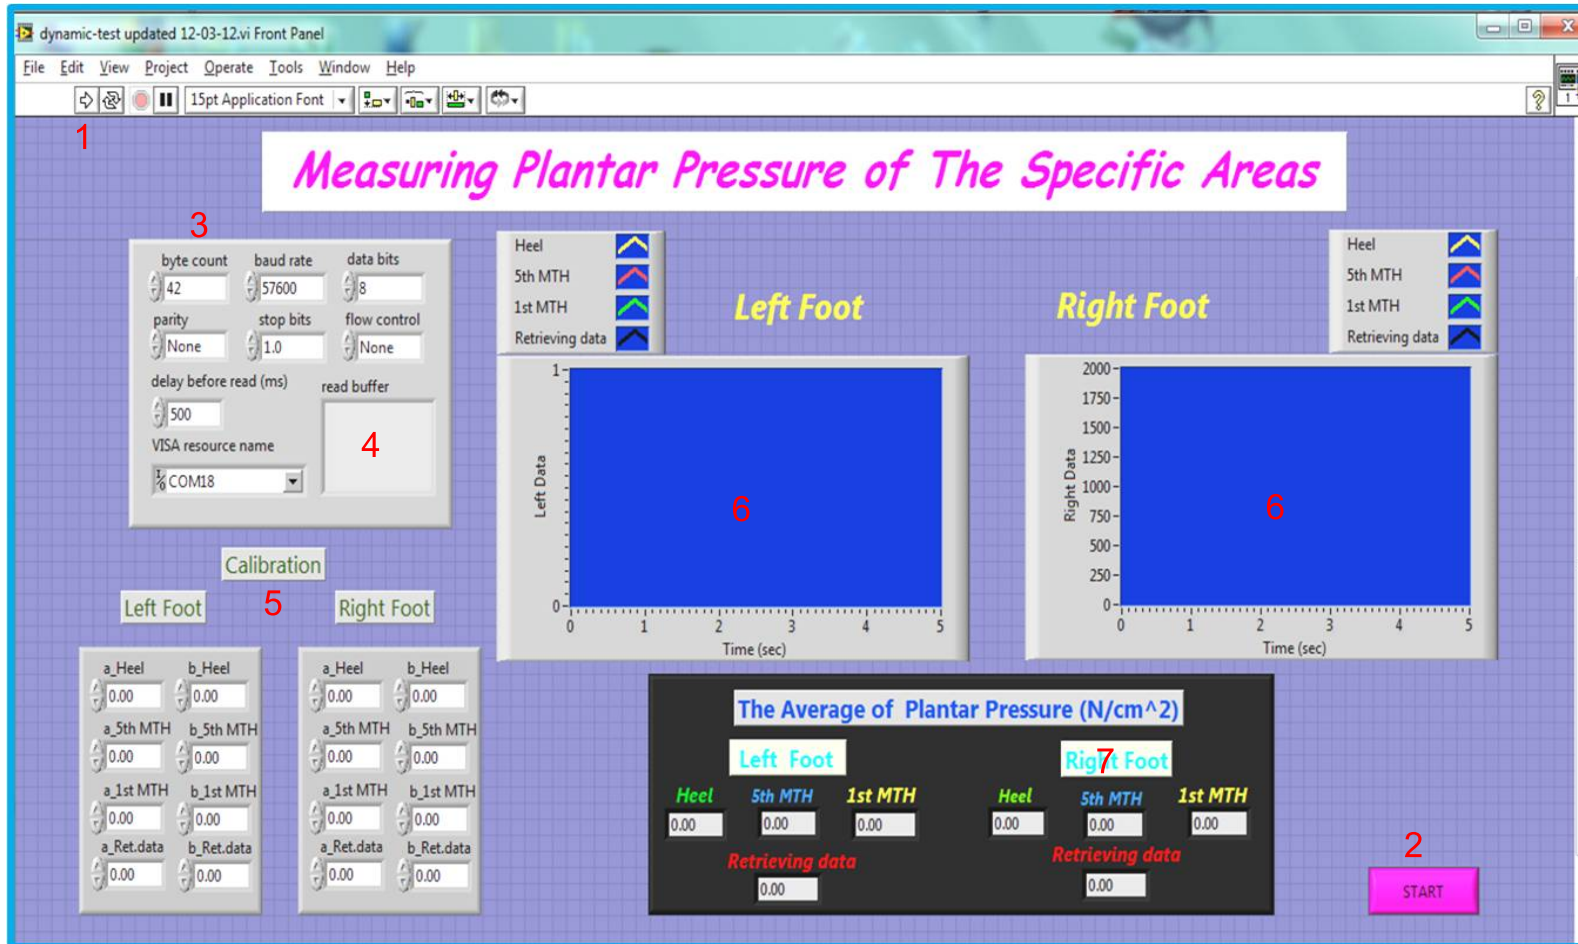 dynamic-test updated 12-03-12.vi Front Panel
File Edit View Project Operate Tools Window Help
15pt Application Font
1
Measuring Plantar Pressure of The Specific Areas
3
byte count baud rate data bits
42 57600 8
parity stop bits flow control
None 1.0 None
delay before read (ms) read buffer
500
4
VISA resource name
COM18
Heel
5th MTH
1st MTH
Retrieving data
Left Foot
1
0
Left Data
6
0 1 2 3 4 5
Time (sec)
Right Foot
Heel
5th MTH
1st MTH
Retrieving data
2000
1750
1500
1250
1000
750
500
250
0
Right Data
6
0 1 2 3 4 5
Time (sec)
Calibration
5
Left Foot Right Foot
a_Heel b_Heel
0.00 0.00
a_5th MTH b_5th MTH
0.00 0.00
a_1st MTH b_1st MTH
0.00 0.00
a_Ret.data b_Ret.data
0.00 0.00
a_Heel b_Heel
0.00 0.00
a_5th MTH b_5th MTH
0.00 0.00
a_1st MTH b_1st MTH
0.00 0.00
a_Ret.data b_Ret.data
0.00 0.00
The Average of Plantar Pressure (N/cm^2)
Left Foot
Heel 5th MTH 1st MTH
0.00 0.00 0.00
Retrieving data
0.00
Right Foot
7
Heel 5th MTH 1st MTH
0.00 0.00 0.00
Retrieving data
0.00
2
START